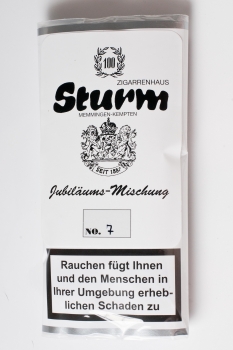 100
ZIGARRENHAUS
Sturm
MEMMINGEN-KEMPTEN
SEIT
Jubiläums-Mischung
NO. 7
Rauchen fügt Ihnen
und den Menschen in
Ihrer Umgebung erheb-
lichen Schaden zu